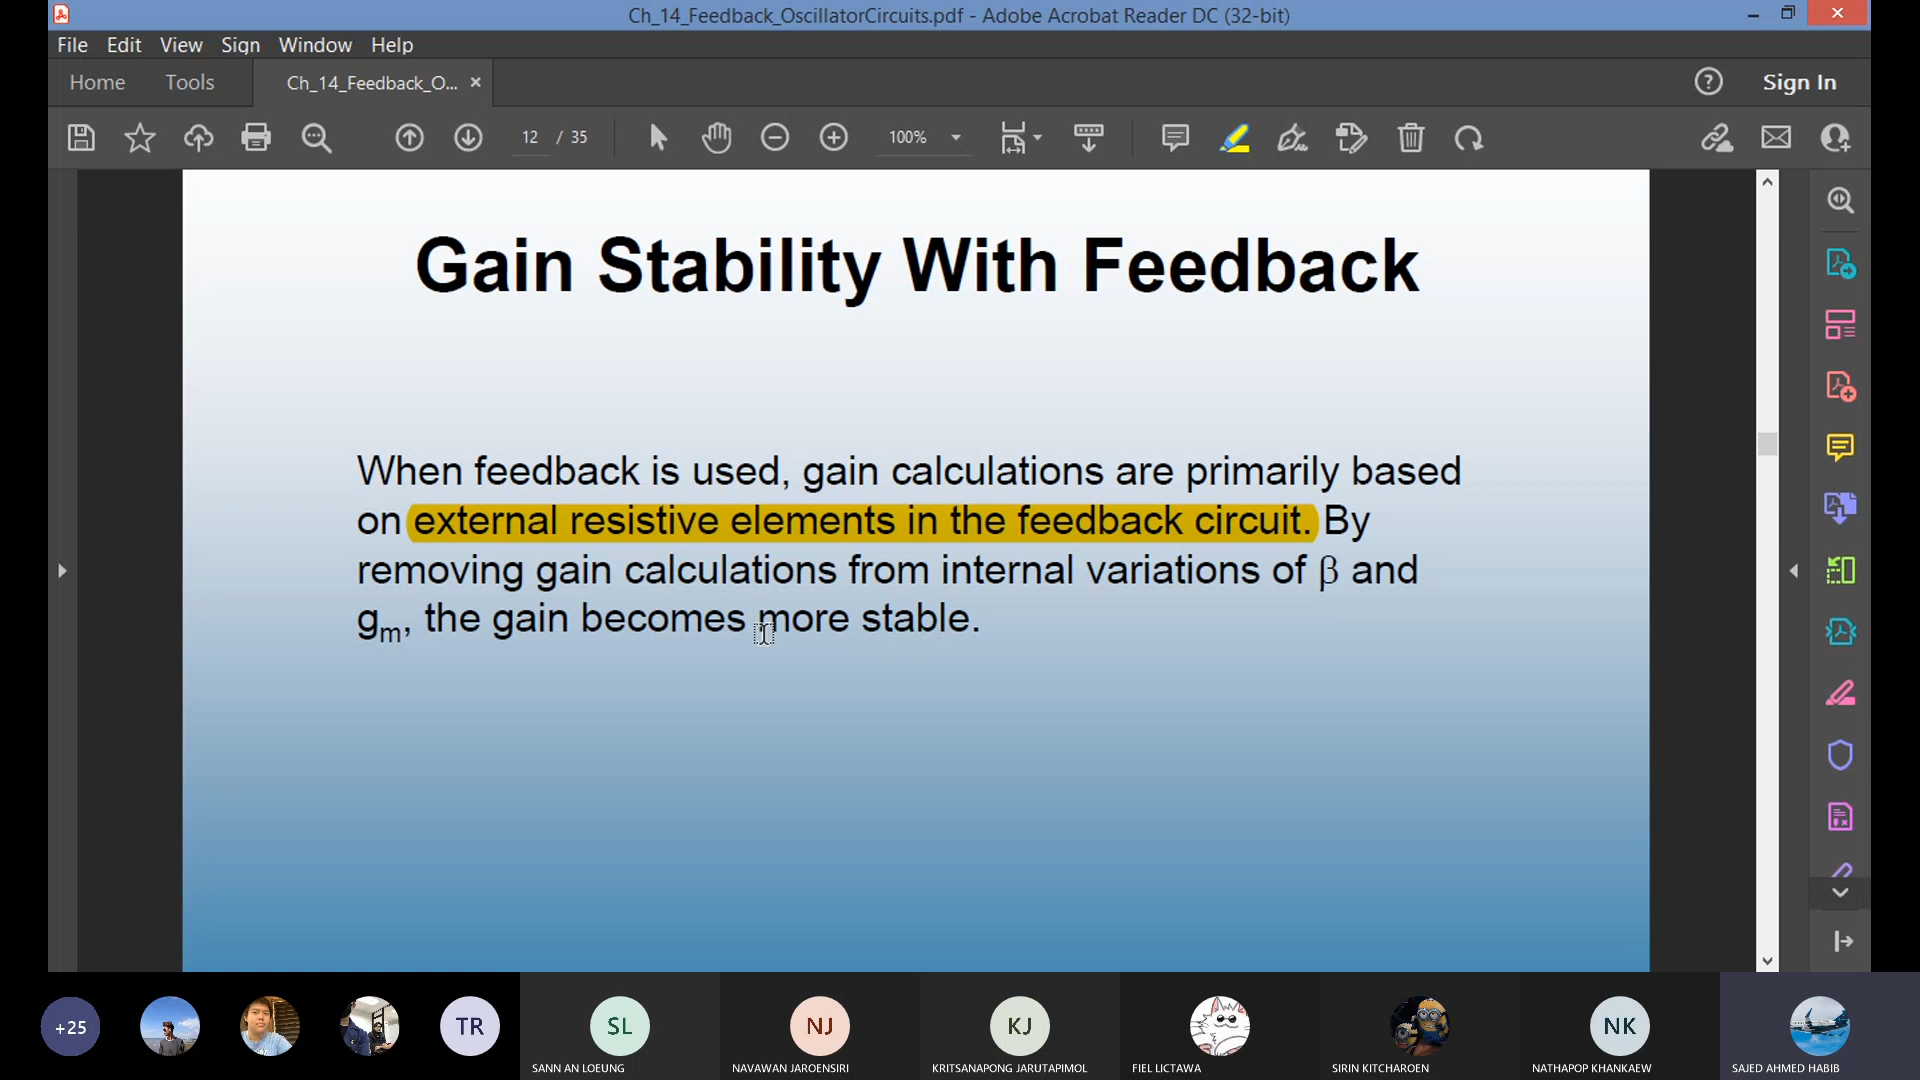 Ch_14_Feedback_OscillatorCircuits.pdf - Adobe Acrobat Reader DC (32-bit)
File Edit View Sign Window Help
Home Tools Ch_14_Feedback_O... × Sign In
12 / 35 100%
Gain Stability With Feedback
When feedback is used, gain calculations are primarily based
on external resistive elements in the feedback circuit. By
removing gain calculations from internal variations of β and
gm, the gain becomes more stable.
+25 TR SL NJ KJ NK
SANN AN LOEUNG NAVAWAN JAROENSIRI KRITSANAPONG JARUTAPIMOL FIEL LICTAWA SIRIN KITCHAROEN NATHAPOP KHANKAEW SAJED AHMED HABIB